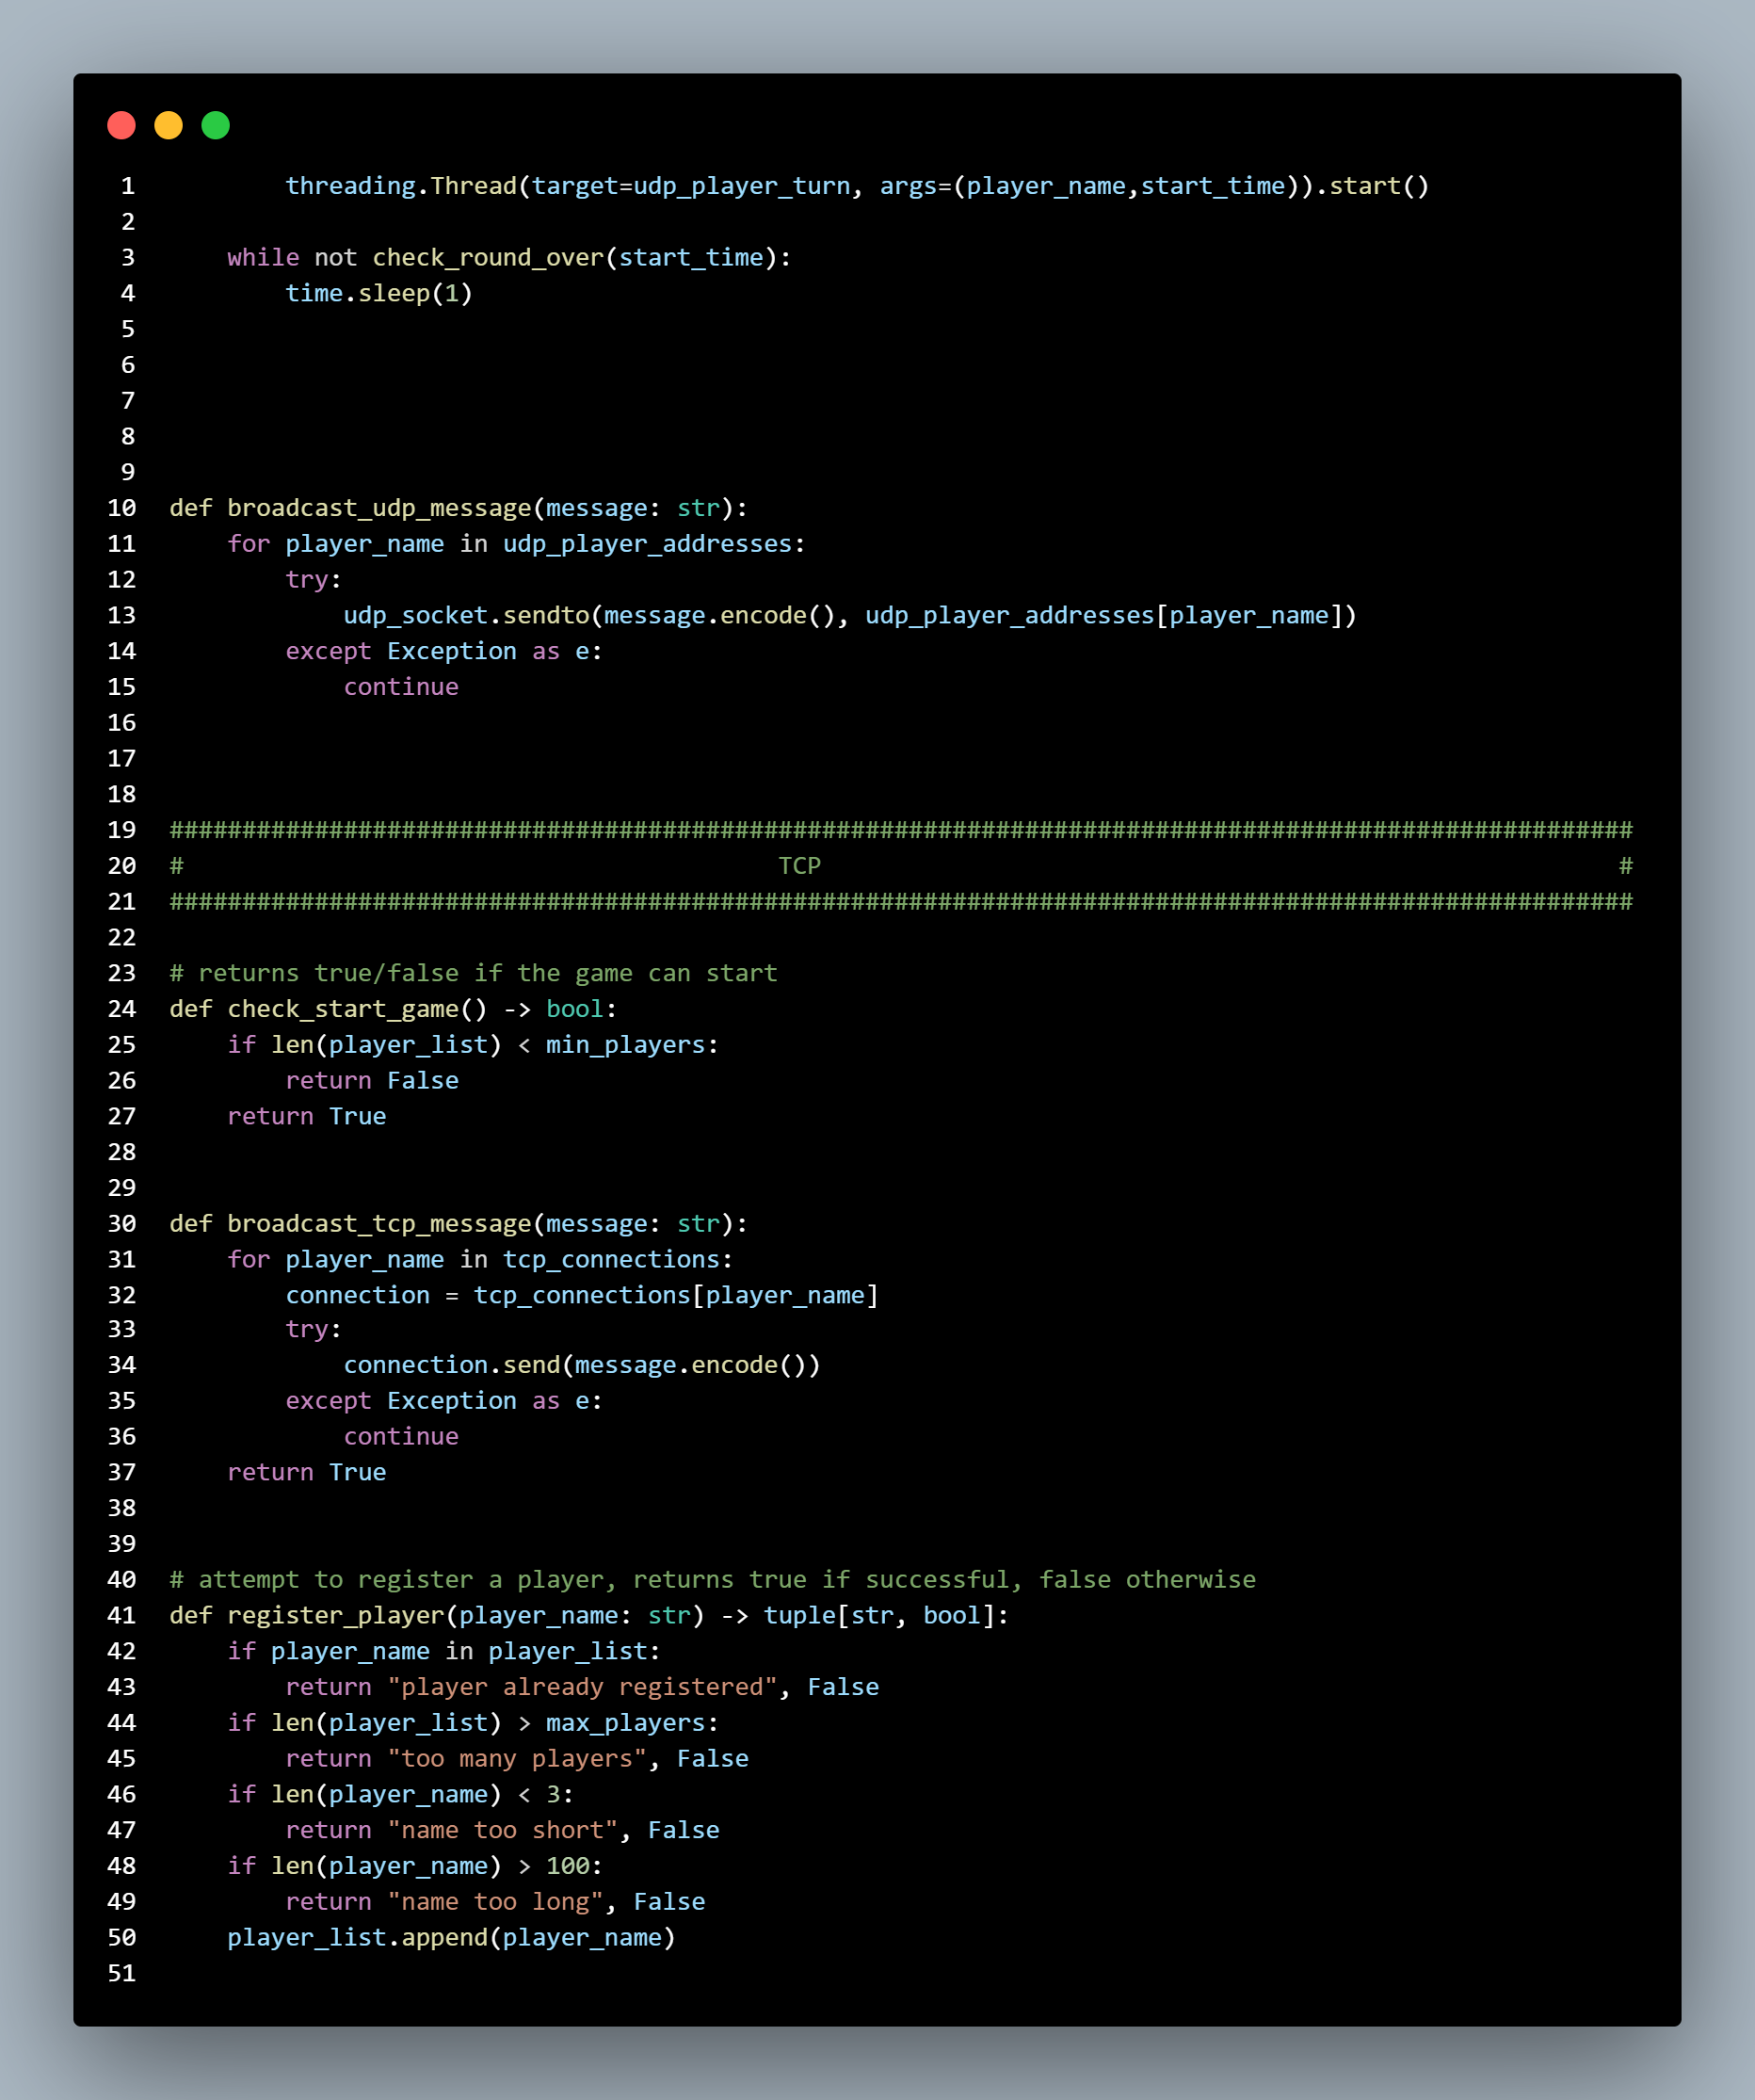 1         threading.Thread(target=udp_player_turn, args=(player_name,start_time)).start()
2
3     while not check_round_over(start_time):
4         time.sleep(1)
5
6
7
8
9
10 def broadcast_udp_message(message: str):
11     for player_name in udp_player_addresses:
12         try:
13             udp_socket.sendto(message.encode(), udp_player_addresses[player_name])
14         except Exception as e:
15             continue
16
17
18
19 #####################################################################################################
20 #                                         TCP                                                       #
21 #####################################################################################################
22
23 # returns true/false if the game can start
24 def check_start_game() -> bool:
25     if len(player_list) < min_players:
26         return False
27     return True
28
29
30 def broadcast_tcp_message(message: str):
31     for player_name in tcp_connections:
32         connection = tcp_connections[player_name]
33         try:
34             connection.send(message.encode())
35         except Exception as e:
36             continue
37     return True
38
39
40 # attempt to register a player, returns true if successful, false otherwise
41 def register_player(player_name: str) -> tuple[str, bool]:
42     if player_name in player_list:
43         return "player already registered", False
44     if len(player_list) > max_players:
45         return "too many players", False
46     if len(player_name) < 3:
47         return "name too short", False
48     if len(player_name) > 100:
49         return "name too long", False
50     player_list.append(player_name)
51